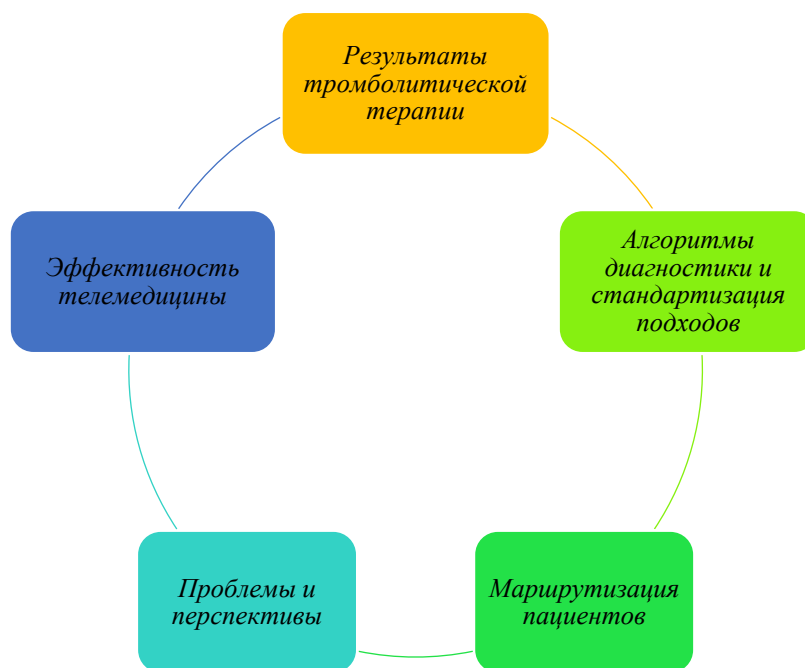 Результаты
тромболитической
терапии
Алгоритмы
диагностики и
стандартизация
подходов
Маршрутизация
пациентов
Проблемы и
перспективы
Эффективность
телемедицины